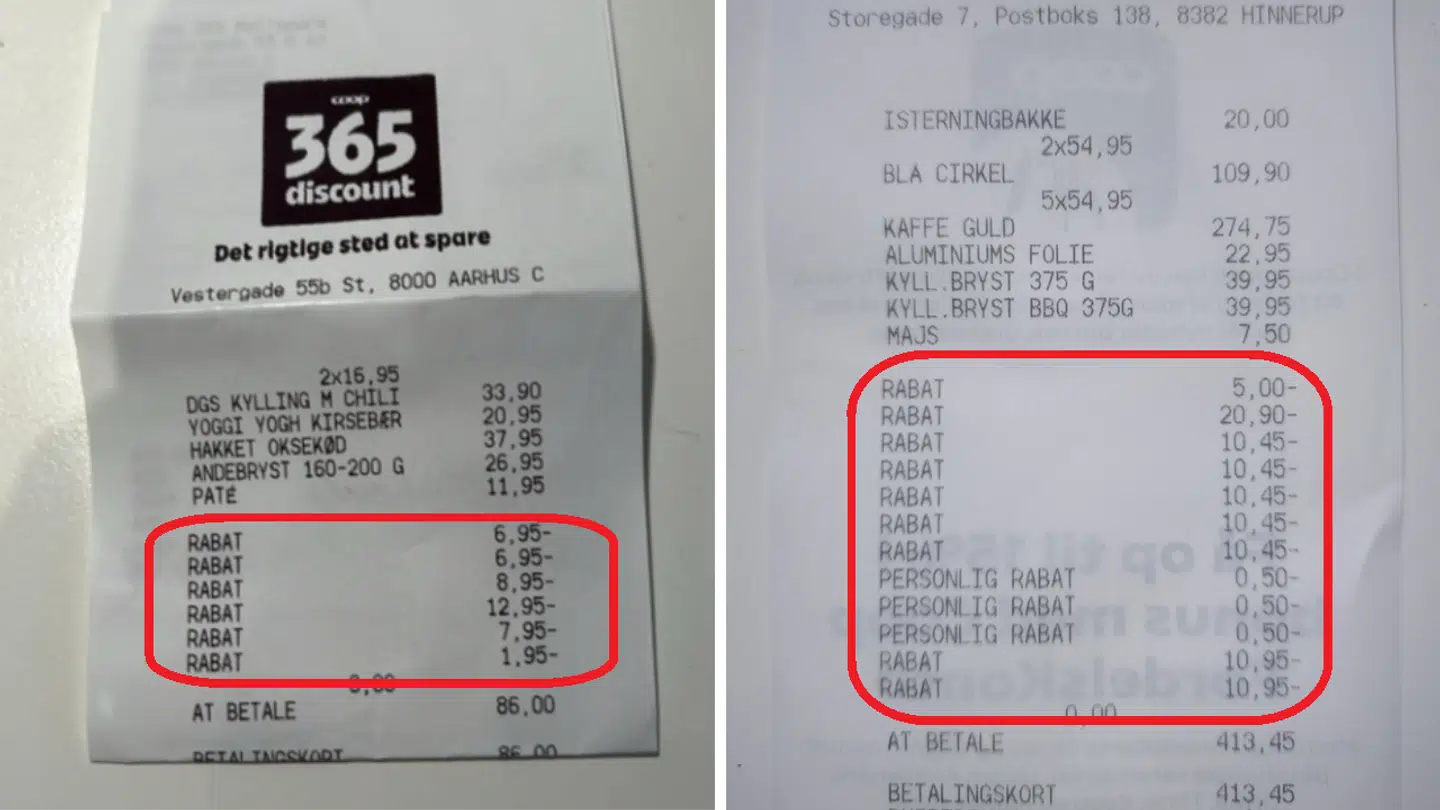 coop
365
discount
Det rigtige sted at spare
Vestergade 55b St, 8000 AARHUS C
2x16,95
DGS KYLLING M CHILI 33,90
YOGGI YOGH KIRSEBÆR 20,95
HAKKET OKSEKØD 37,95
ANDEBRYST 160-200 G 26,95
PATÉ 11,95
RABAT 6,95-
RABAT 6,95-
RABAT 8,95-
RABAT 12,95-
RABAT 7,95-
RABAT 1,95-
0,00
AT BETALE 86,00
BETALINGSKORT 86,00
Storegade 7, Postboks 138, 8382 HINNERUP
ISTERNINGBAKKE 20,00
2x54,95
BLA CIRKEL 109,90
5x54,95
KAFFE GULD 274,75
ALUMINIUMS FOLIE 22,95
KYLL.BRYST 375 G 39,95
KYLL.BRYST BBQ 375G 39,95
MAJS 7,50
RABAT 5,00-
RABAT 20,90-
RABAT 10,45-
RABAT 10,45-
RABAT 10,45-
RABAT 10,45-
RABAT 10,45-
PERSONLIG RABAT 0,50-
PERSONLIG RABAT 0,50-
PERSONLIG RABAT 0,50-
RABAT 10,95-
RABAT 10,95-
0,00
AT BETALE 413,45
BETALINGSKORT 413,45